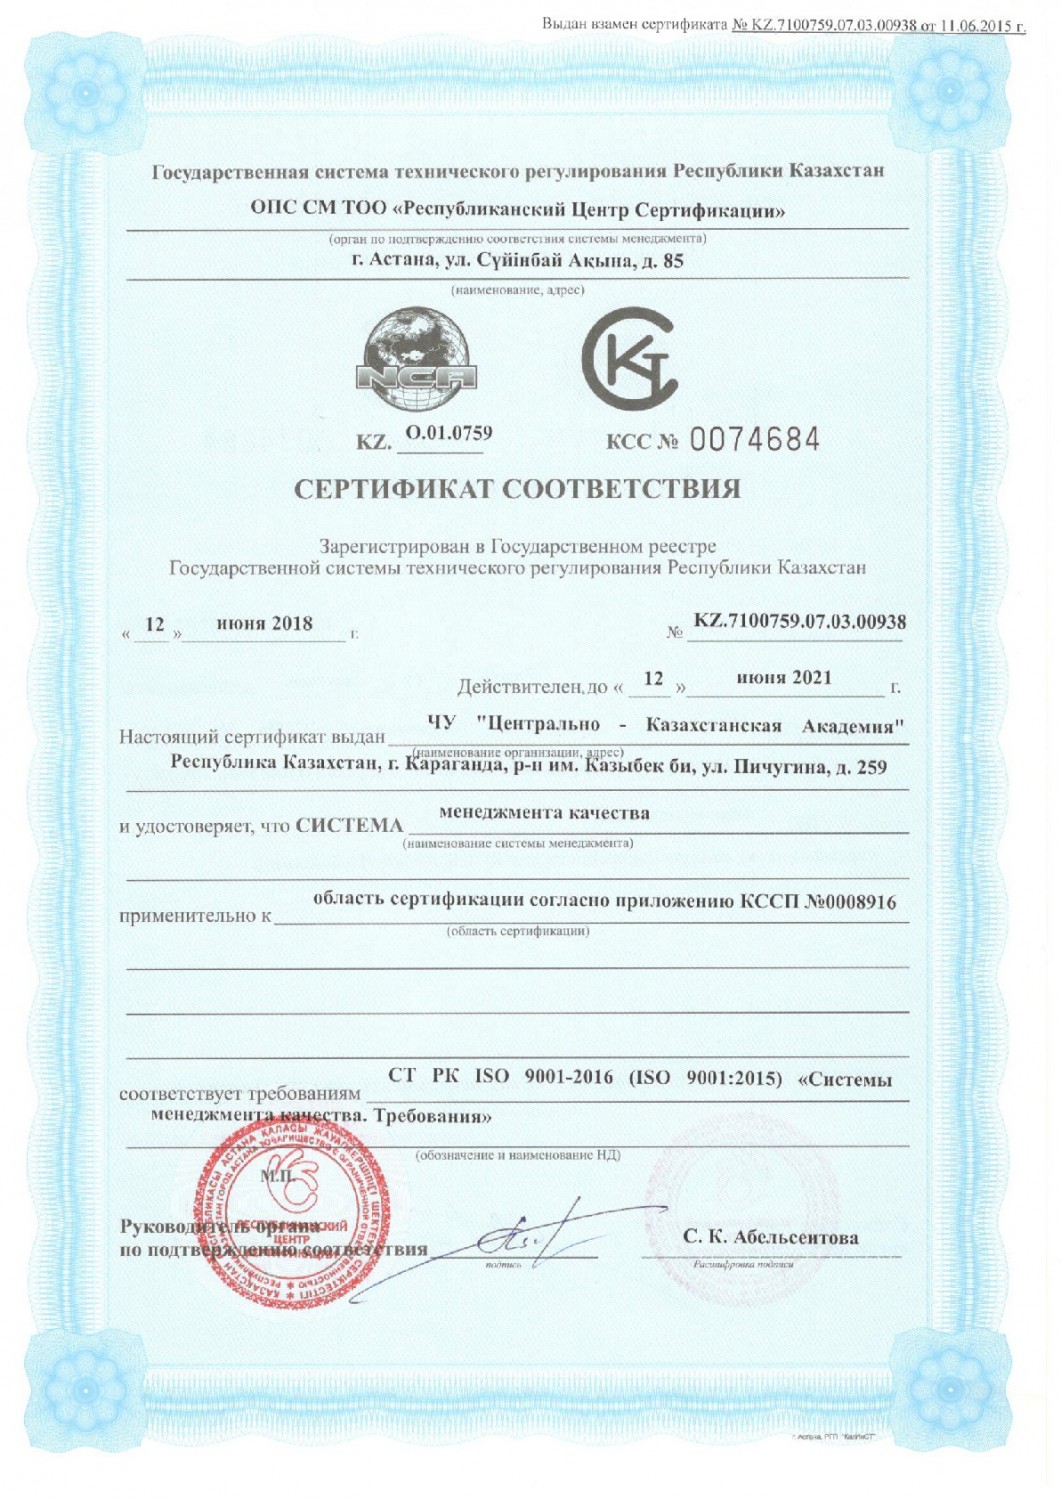 Выдан взамен сертификата № KZ.7100759.07.03.00938 от 11.06.2015 г.
Государственная система технического регулирования Республики Казахстан
ОПС СМ ТОО «Республиканский Центр Сертификации»
(орган по подтверждению соответствия системы менеджмента)
г. Астана, ул. Сүйінбай Ақына, д. 85
(наименование, адрес)
NCA
КСТ
KZ. О.01.0759
КСС № 0074684
СЕРТИФИКАТ СООТВЕТСТВИЯ
Зарегистрирован в Государственном реестре
Государственной системы технического регулирования Республики Казахстан
« 12 » июня 2018 г.
№ KZ.7100759.07.03.00938
Действителен до « 12 » июня 2021 г.
Настоящий сертификат выдан ЧУ "Центрально - Казахстанская Академия"
(наименование организации, адрес)
Республика Казахстан, г. Караганда, р-н им. Казыбек би, ул. Пичугина, д. 259
и удостоверяет, что СИСТЕМА менеджмента качества
(наименование системы менеджмента)
применительно к область сертификации согласно приложению КССП №0008916
(область сертификации)
соответствует требованиям СТ РК ISO 9001-2016 (ISO 9001:2015) «Системы
менеджмента качества. Требования»
(обозначение и наименование НД)
М.П.
РЕСПУБЛИКАНСКИЙ
ЦЕНТР
Руководитель органа
по подтверждению соответствия
подпись
С. К. Абельсеитова
Расшифровка подписи
г. Астана, РГП "КазИнСТ"